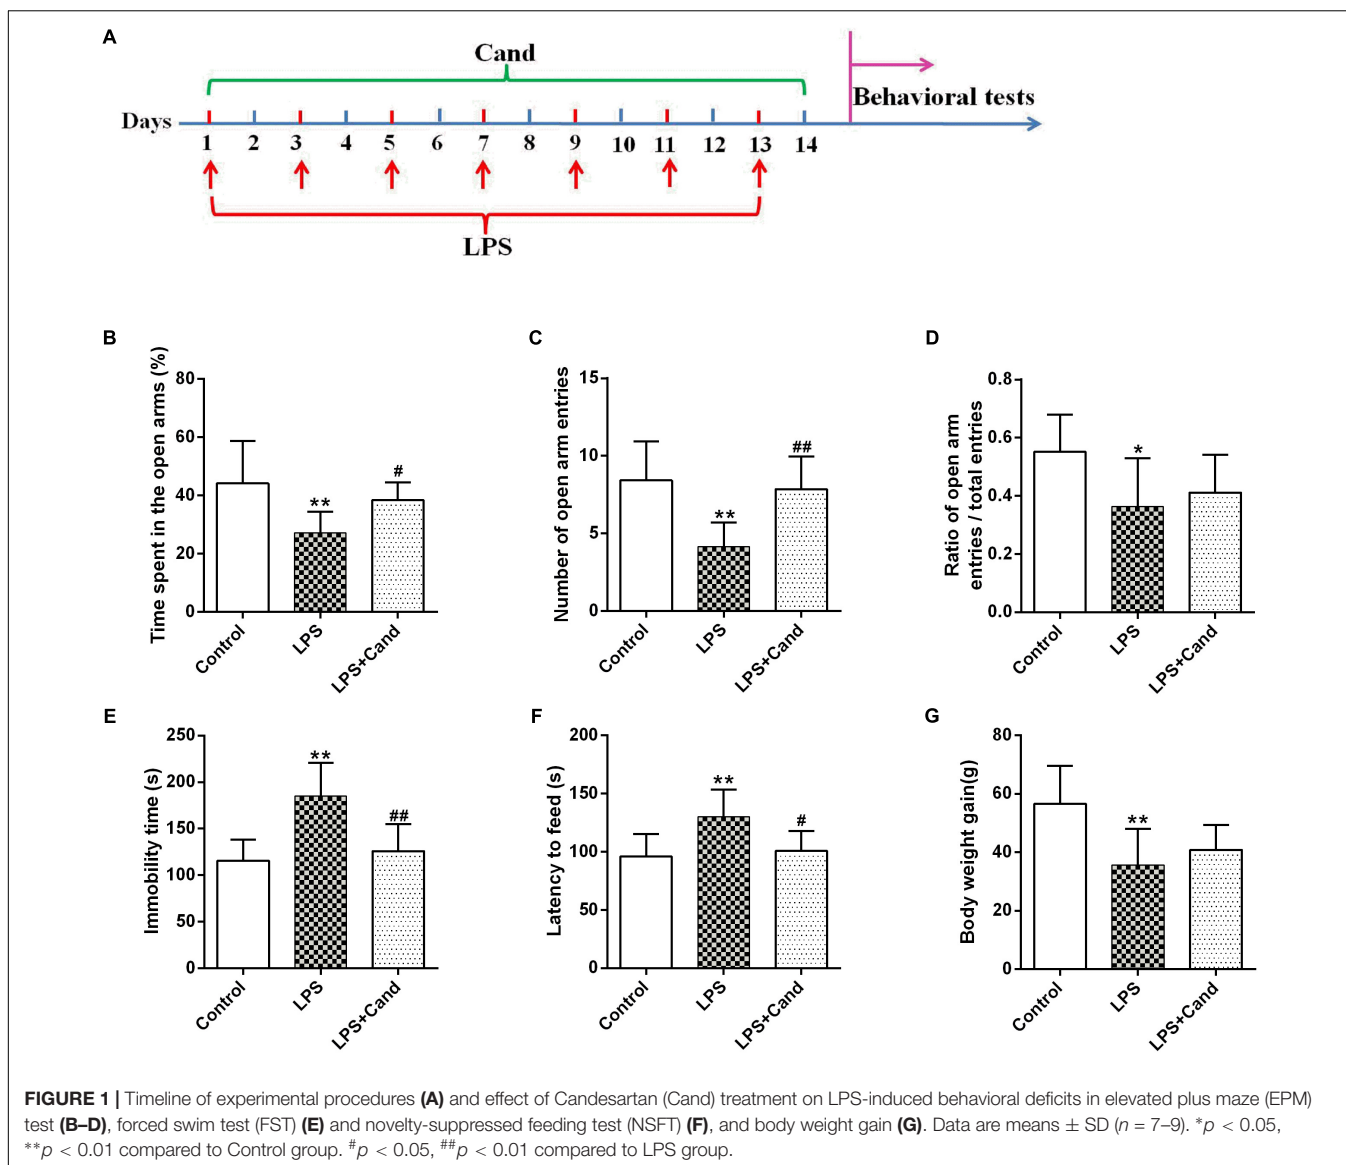 A
Cand
Behavioral tests
Days
1 2 3 4 5 6 7 8 9 10 11 12 13 14
LPS
B
Time spent in the open arms (%)
80
60
40
20
0
**
#
Control
LPS
LPS+Cand
C
Number of open arm entries
15
10
5
0
**
##
Control
LPS
LPS+Cand
D
Ratio of open arm
entries / total entries
0.8
0.6
0.4
0.2
0.0
*
Control
LPS
LPS+Cand
E
Immobility time (s)
250
200
150
100
50
0
**
##
Control
LPS
LPS+Cand
F
Latency to feed (s)
200
150
100
50
0
**
#
Control
LPS
LPS+Cand
G
Body weight gain(g)
80
60
40
20
0
**
Control
LPS
LPS+Cand
FIGURE 1 | Timeline of experimental procedures (A) and effect of Candesartan (Cand) treatment on LPS-induced behavioral deficits in elevated plus maze (EPM)
test (B–D), forced swim test (FST) (E) and novelty-suppressed feeding test (NSFT) (F), and body weight gain (G). Data are means ± SD (n = 7–9). *p < 0.05,
**p < 0.01 compared to Control group. #p < 0.05, ##p < 0.01 compared to LPS group.